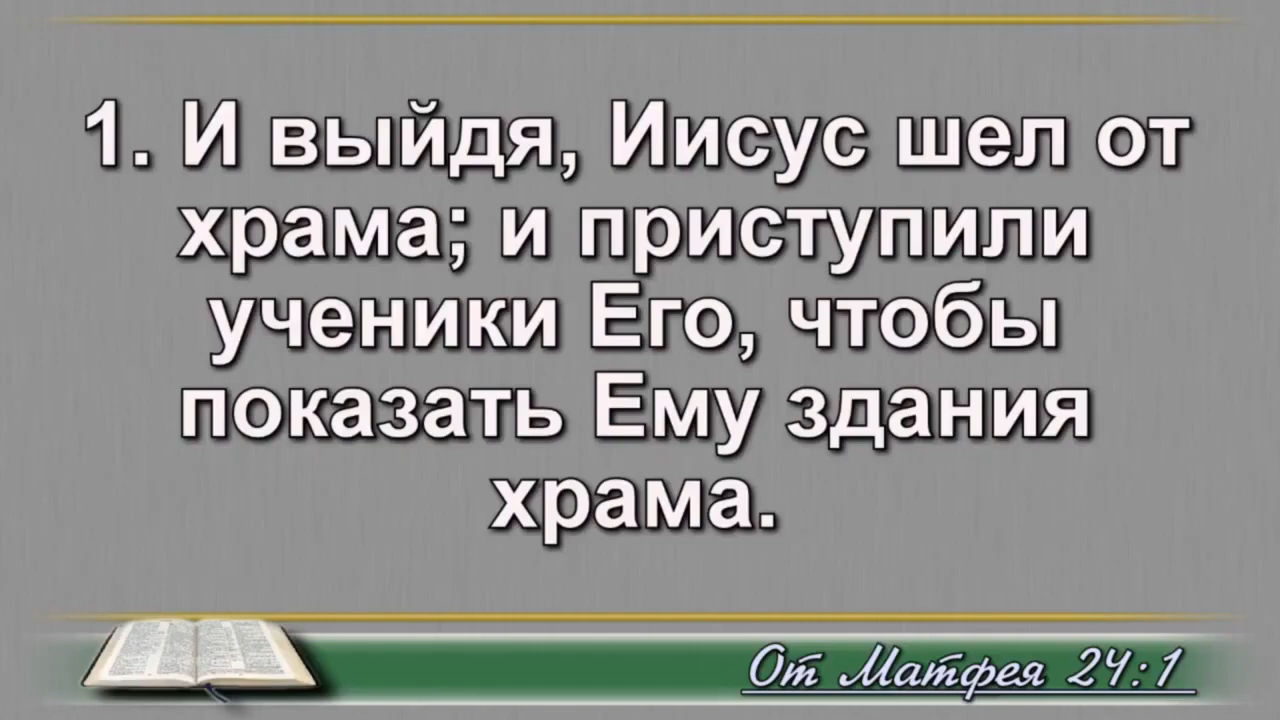 1. И выйдя, Иисус шел от
храма; и приступили
ученики Его, чтобы
показать Ему здания
храма.
От Матфея 24:1